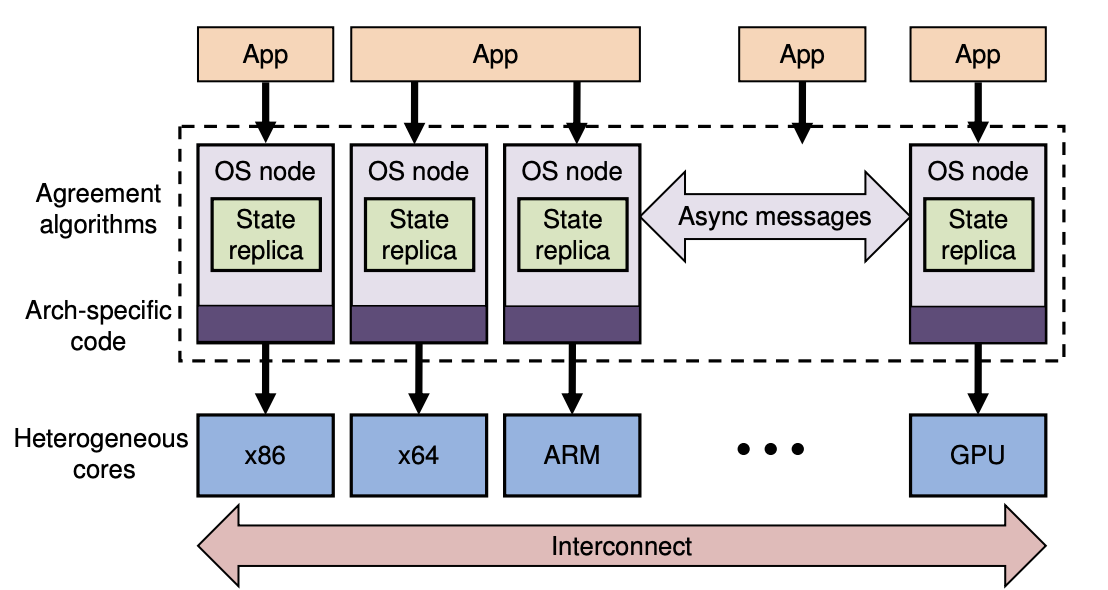 App
App
App
App
OS node
OS node
OS node
OS node
Agreement
algorithms
State
replica
State
replica
State
replica
Async messages
State
replica
Arch-specific
code
Heterogeneous
cores
x86
x64
ARM
GPU
Interconnect